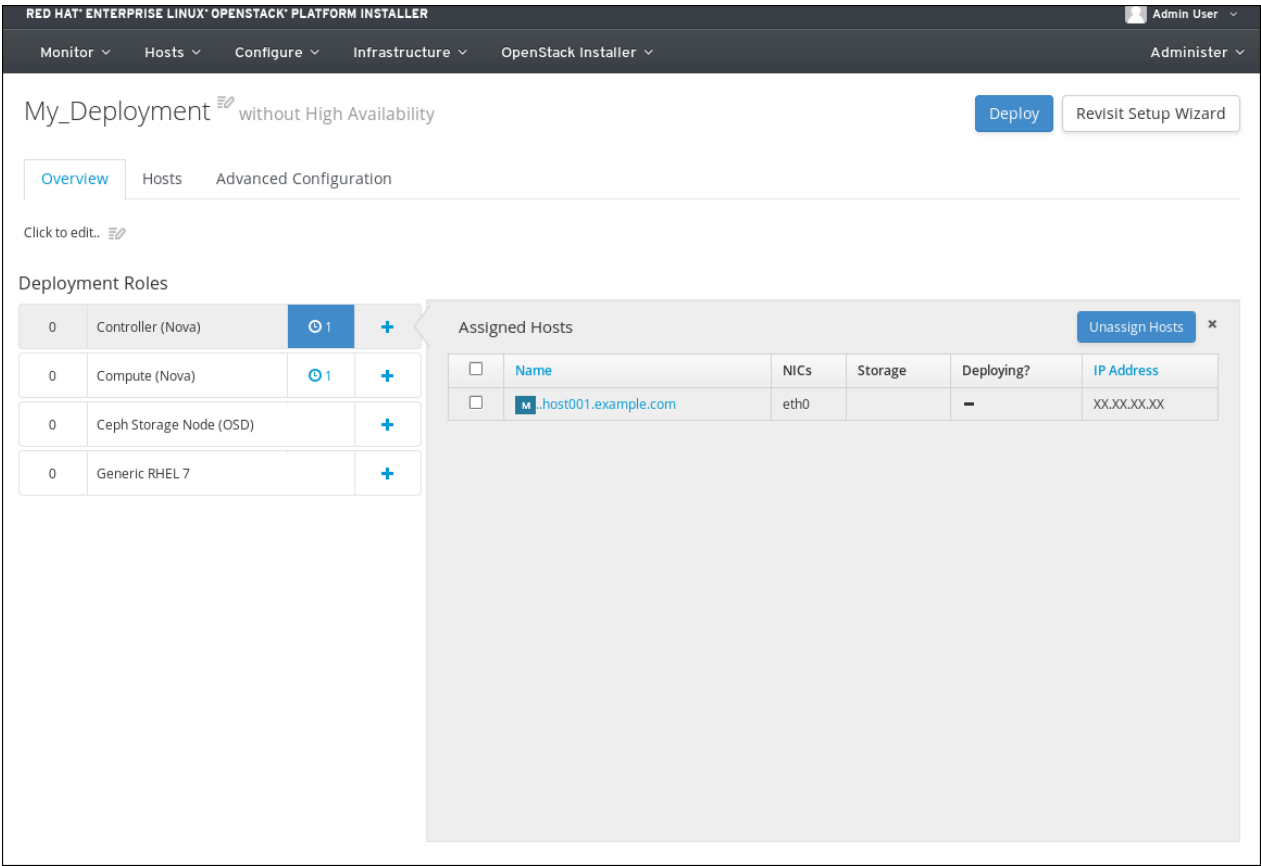 RED HAT® ENTERPRISE LINUX® OPENSTACK® PLATFORM INSTALLER Admin User
Monitor Hosts Configure Infrastructure OpenStack Installer Administer
My_Deployment without High Availability Deploy Revisit Setup Wizard
Overview Hosts Advanced Configuration
Click to edit..
Deployment Roles
0 Controller (Nova) 1 +
0 Compute (Nova) 1 +
0 Ceph Storage Node (OSD) +
0 Generic RHEL 7 +
Assigned Hosts Unassign Hosts ×
Name NICs Storage Deploying? IP Address
M ..host001.example.com eth0 – XX.XX.XX.XX